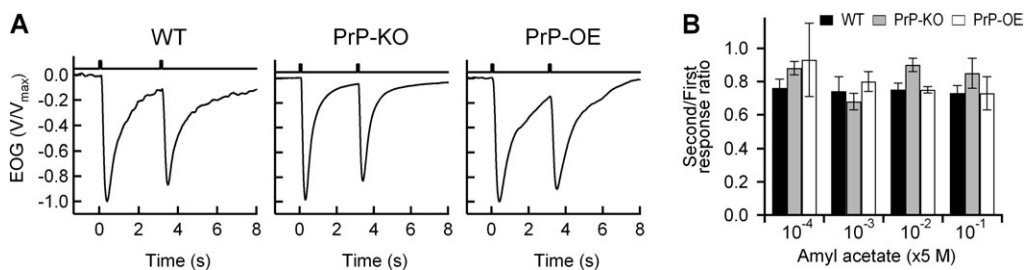 A
WT
PrP-KO
PrP-OE
EOG (V/Vmax)
0.0
-0.2
-0.4
-0.6
-0.8
-1.0
0 2 4 6 8
0 2 4 6 8
0 2 4 6 8
Time (s)
Time (s)
Time (s)
B
WT PrP-KO PrP-OE
Second/First
response ratio
1.0
0.8
0.6
0.4
0.2
0.0
10-4 10-3 10-2 10-1
Amyl acetate (x5 M)